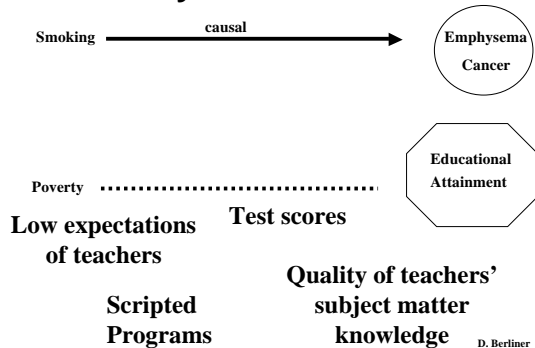 Smoking
causal
Emphysema
Cancer
Educational
Attainment
Poverty
Test scores
Low expectations
of teachers
Quality of teachers’
subject matter
knowledge
Scripted
Programs
D. Berliner